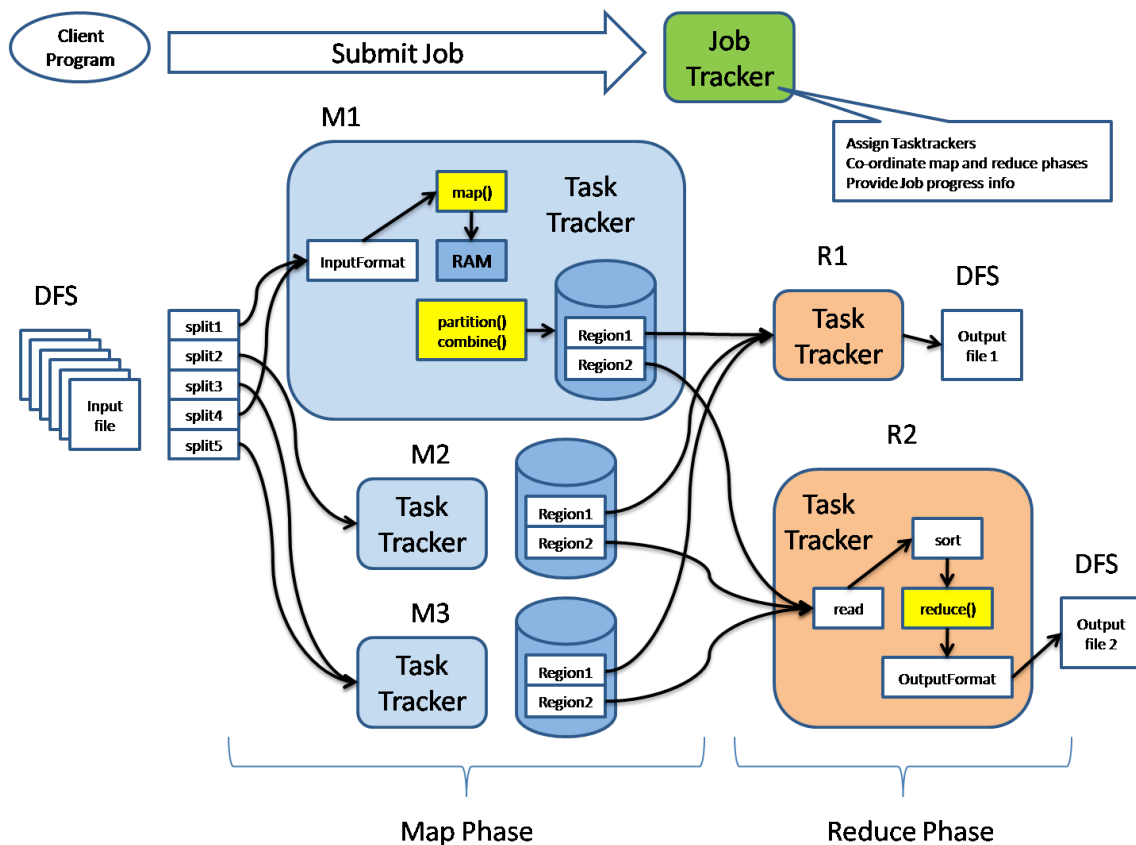 Client
Program
Submit Job
Job
Tracker
Assign Tasktrackers
Co-ordinate map and reduce phases
Provide Job progress info
M1
Task
Tracker
map()
InputFormat
RAM
partition()
combine()
Region1
Region2
DFS
Input
file
split1
split2
split3
split4
split5
M2
Task
Tracker
Region1
Region2
M3
Task
Tracker
Region1
Region2
R1
Task
Tracker
DFS
Output
file 1
R2
Task
Tracker
sort
read
reduce()
OutputFormat
DFS
Output
file 2
Map Phase
Reduce Phase